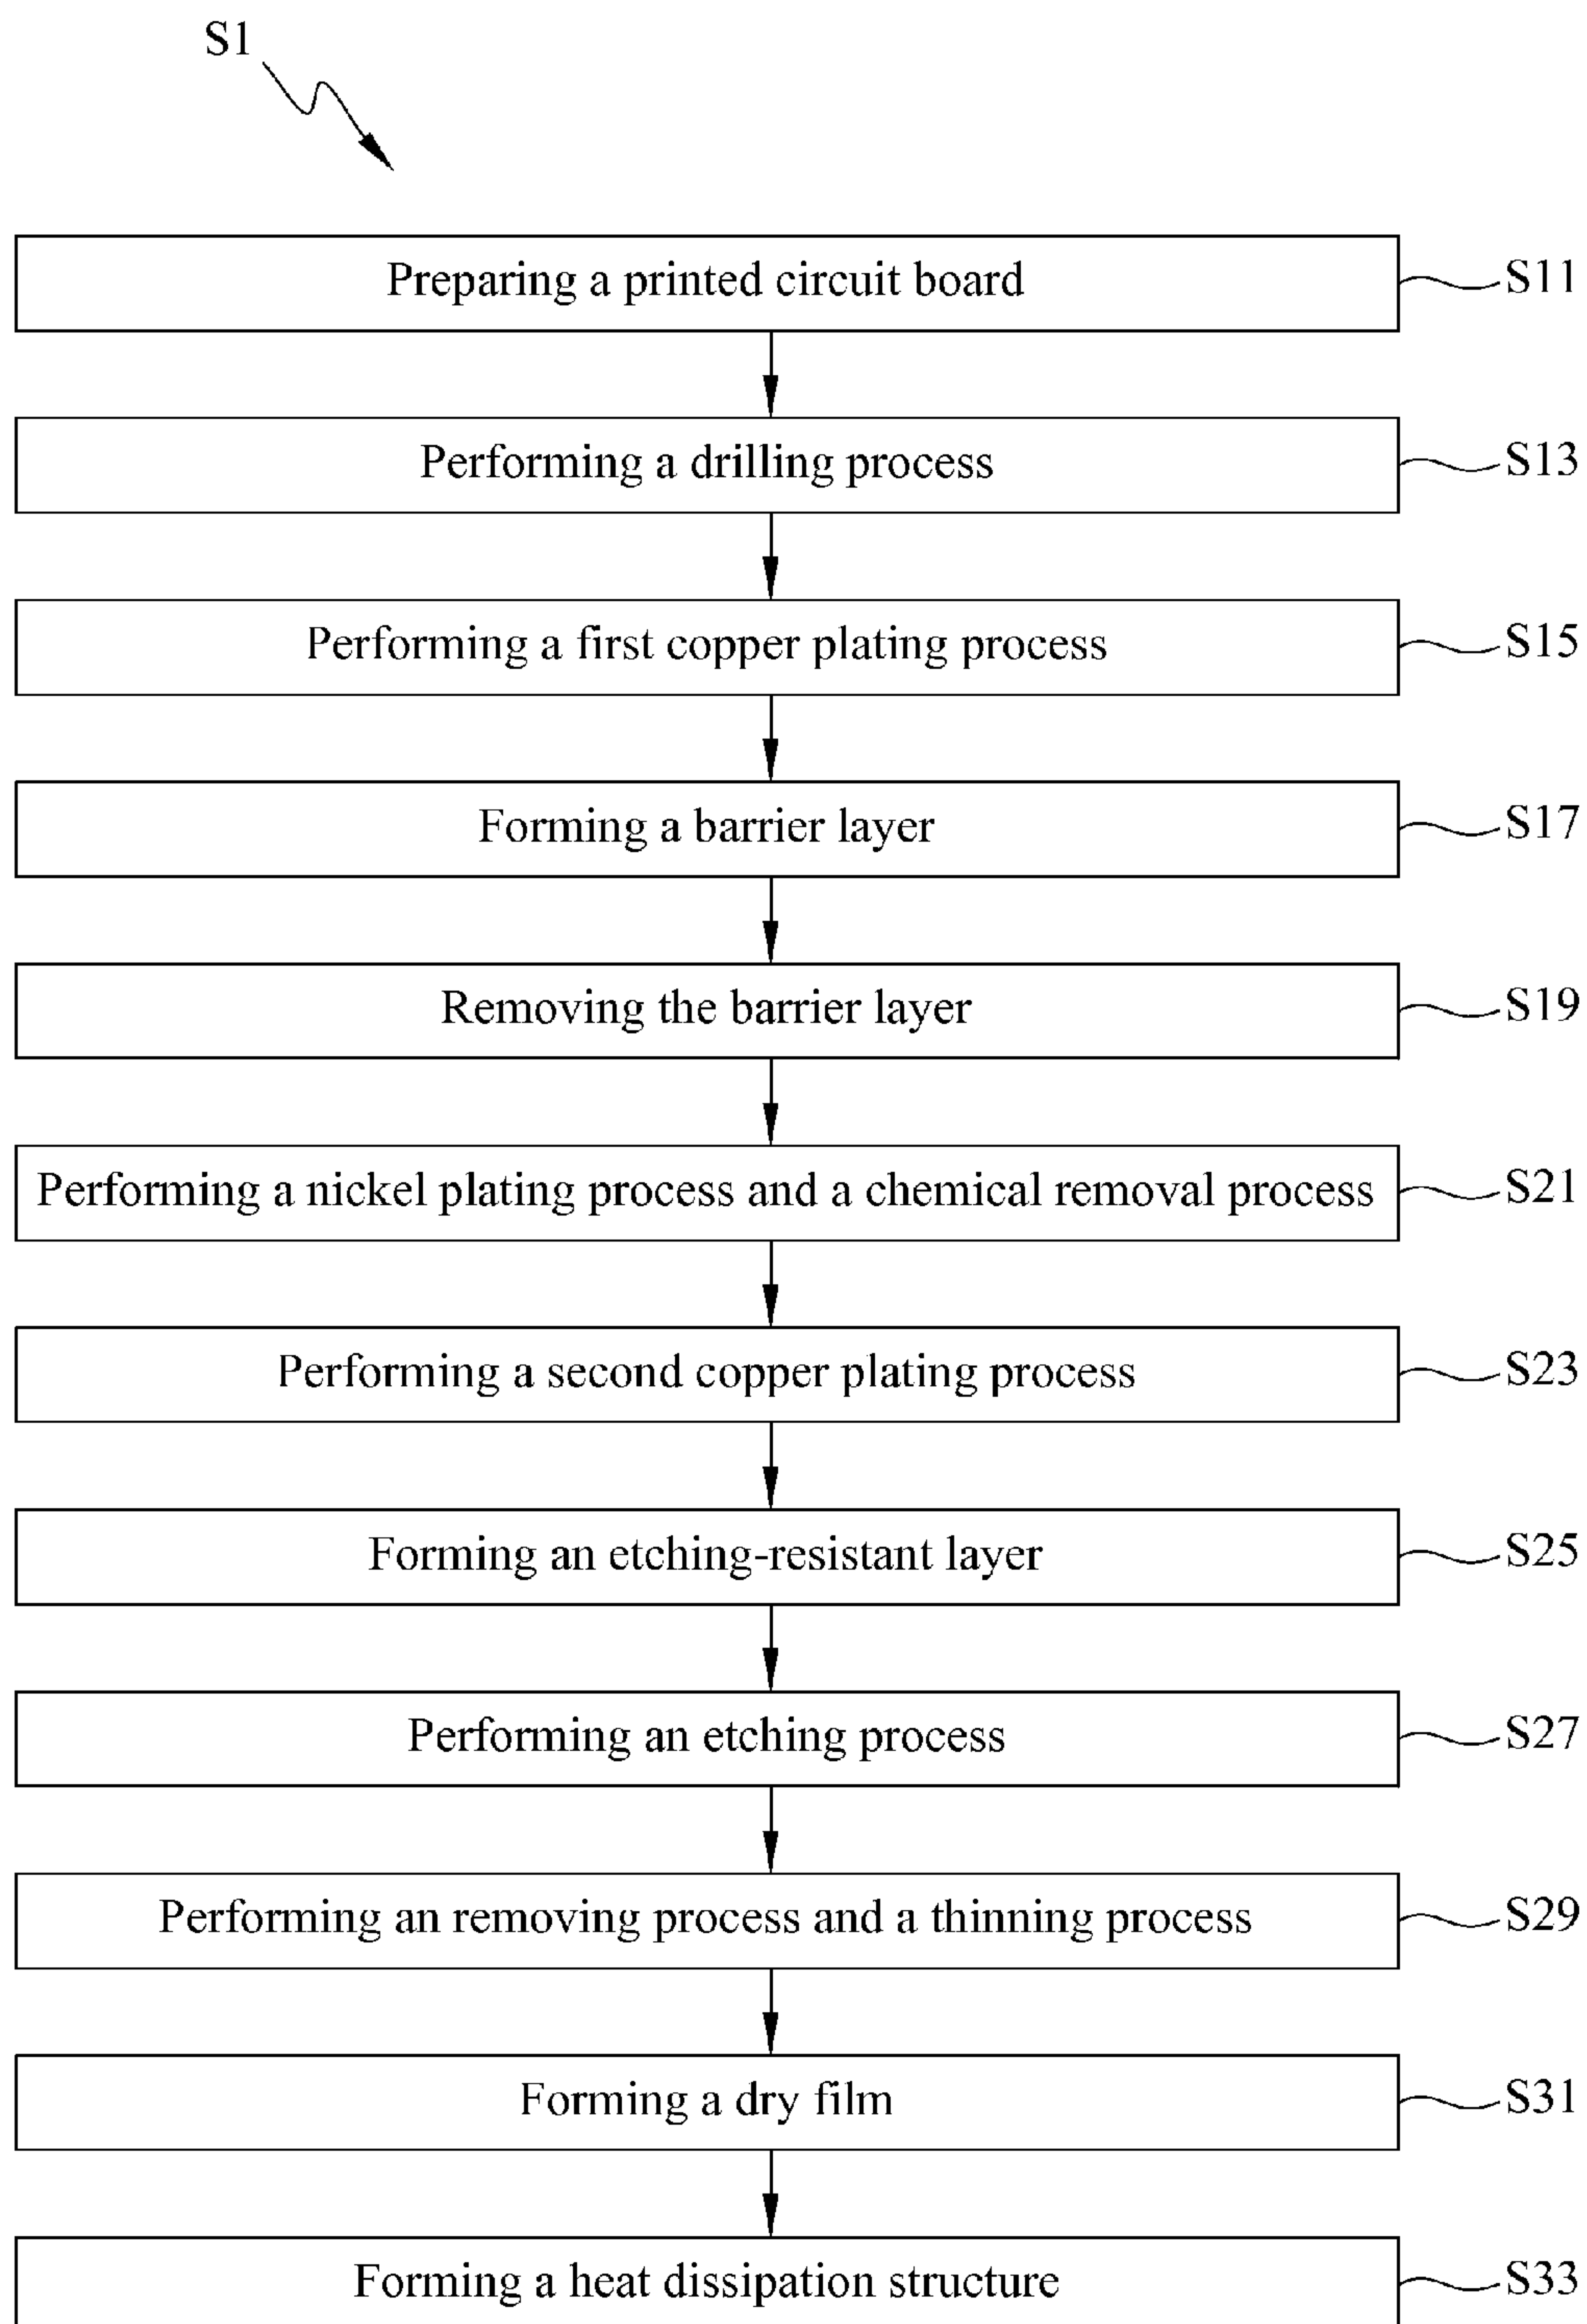 S1
Preparing a printed circuit board S11
Performing a drilling process S13
Performing a first copper plating process S15
Forming a barrier layer S17
Removing the barrier layer S19
Performing a nickel plating process and a chemical removal process S21
Performing a second copper plating process S23
Forming an etching-resistant layer S25
Performing an etching process S27
Performing an removing process and a thinning process S29
Forming a dry film S31
Forming a heat dissipation structure S33